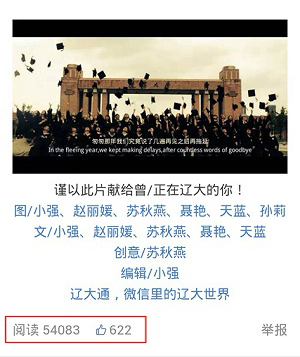 匆匆那年我们究竟说了几遍再见之后再拖延
In the fleeing year,we kept making delays,after countless words of goodbye
谨以此片献给曾/正在辽大的你！
图/小强、赵丽媛、苏秋燕、聂艳、天蓝、孙莉
文/小强、赵丽媛、苏秋燕、聂艳、天蓝
创意/苏秋燕
编辑/小强
辽大通，微信里的辽大世界
阅读 54083 622 举报